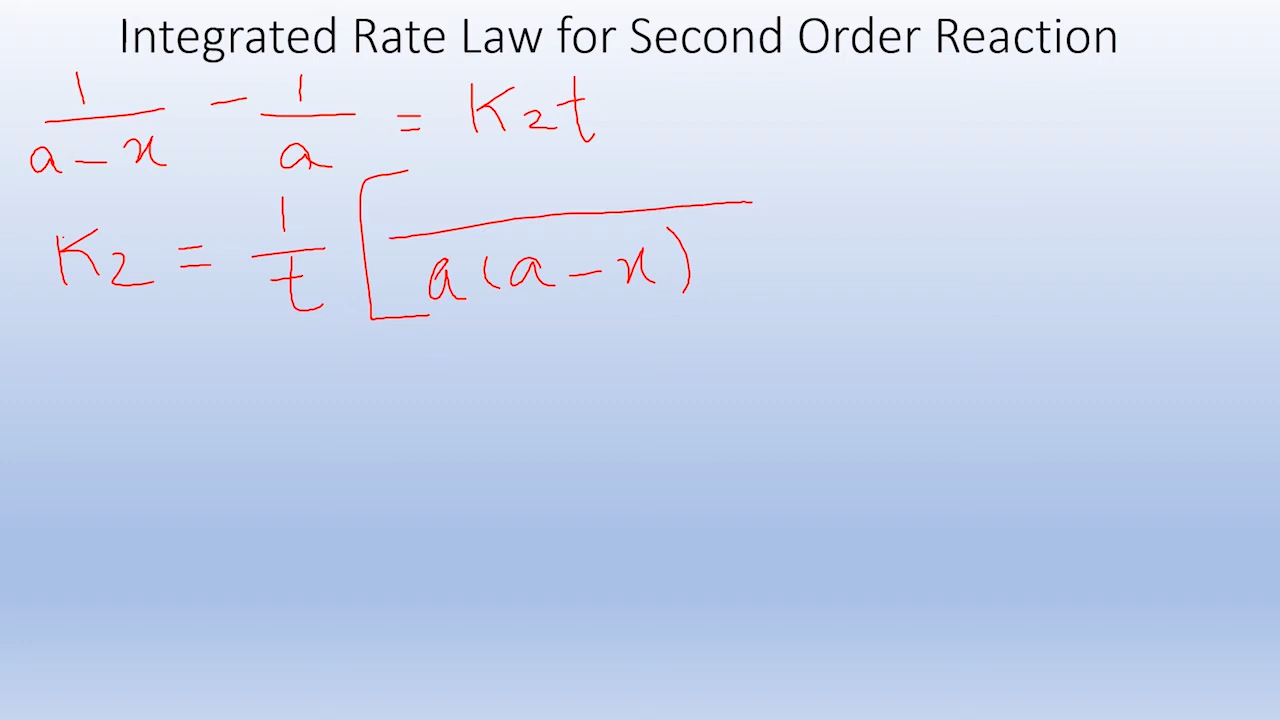 Integrated Rate Law for Second Order Reaction
1/(a-x) - 1/a = K2t
K2 = 1/t [ /a(a-x)